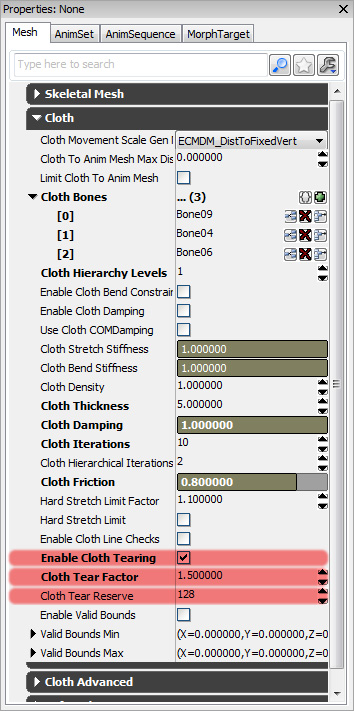 Properties: None
Mesh AnimSet AnimSequence MorphTarget
Type here to search
Skeletal Mesh
Cloth
Cloth Movement Scale Gen ECMDM_DistToFixedVert
Cloth To Anim Mesh Max Dis 0.000000
Limit Cloth To Anim Mesh
Cloth Bones ... (3)
[0] Bone09
[1] Bone04
[2] Bone06
Cloth Hierarchy Levels 1
Enable Cloth Bend Constrain
Enable Cloth Damping
Use Cloth COMDamping
Cloth Stretch Stiffness 1.000000
Cloth Bend Stiffness 1.000000
Cloth Density 1.000000
Cloth Thickness 5.000000
Cloth Damping 1.000000
Cloth Iterations 10
Cloth Hierarchical Iterations 2
Cloth Friction 0.800000
Hard Stretch Limit Factor 1.100000
Hard Stretch Limit
Enable Cloth Line Checks
Enable Cloth Tearing
Cloth Tear Factor 1.500000
Cloth Tear Reserve 128
Enable Valid Bounds
Valid Bounds Min (X=0.000000,Y=0.000000,Z=0
Valid Bounds Max (X=0.000000,Y=0.000000,Z=0
Cloth Advanced